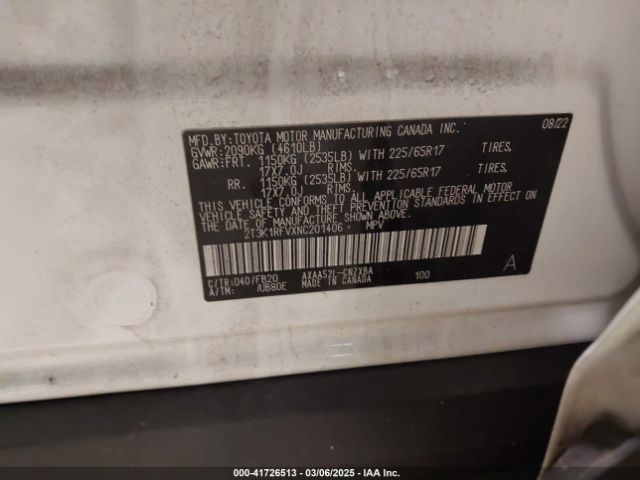 MFD.BY:TOYOTA MOTOR MANUFACTURING CANADA INC. 08/22
GVWR:2090KG (4610LB)
GAWR:FRT. 1150KG (2535LB) WITH 225/65R17 TIRES,
17X7.0J RIMS,
RR. 1150KG (2535LB) WITH 225/65R17 TIRES,
17X7.0J RIMS,
THIS VEHICLE CONFORMS TO ALL APPLICABLE FEDERAL MOTOR
VEHICLE SAFETY AND THEFT PREVENTION STANDARDS IN EFFECT ON
THE DATE OF MANUFACTURE SHOWN ABOVE.
2T3K1RFVXNC201406 MPV
C/TR:040/FB20 AXAA52L-CNZXBA 100 A
A/TM: /UB80E MADE IN CANADA
000-41726513 - 03/06/2025 - IAA Inc.